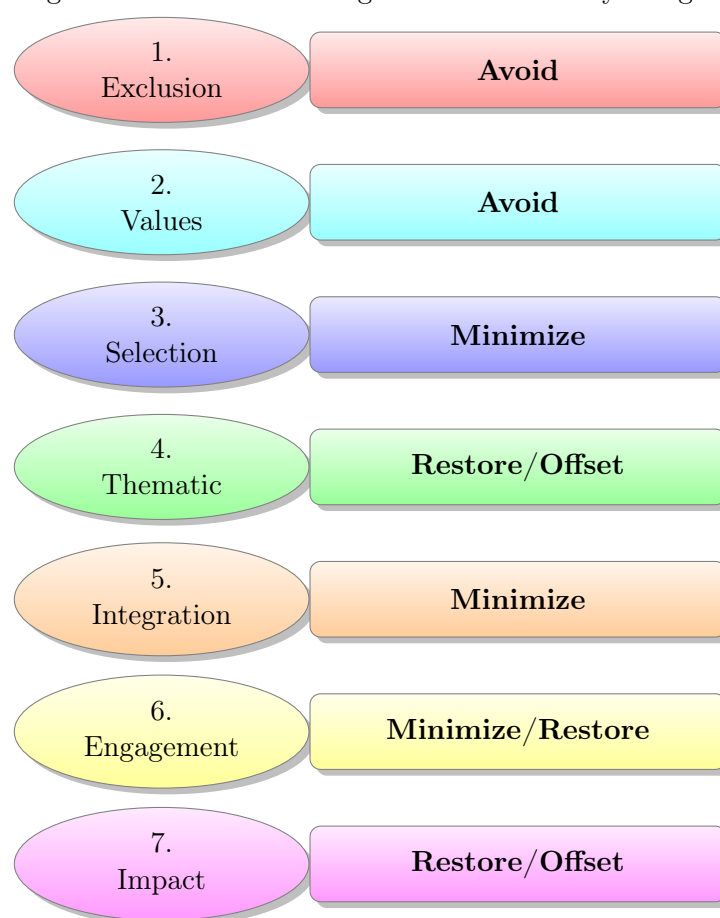 1.
Exclusion
Avoid
2.
Values
Avoid
3.
Selection
Minimize
4.
Thematic
Restore/Offset
5.
Integration
Minimize
6.
Engagement
Minimize/Restore
7.
Impact
Restore/Offset